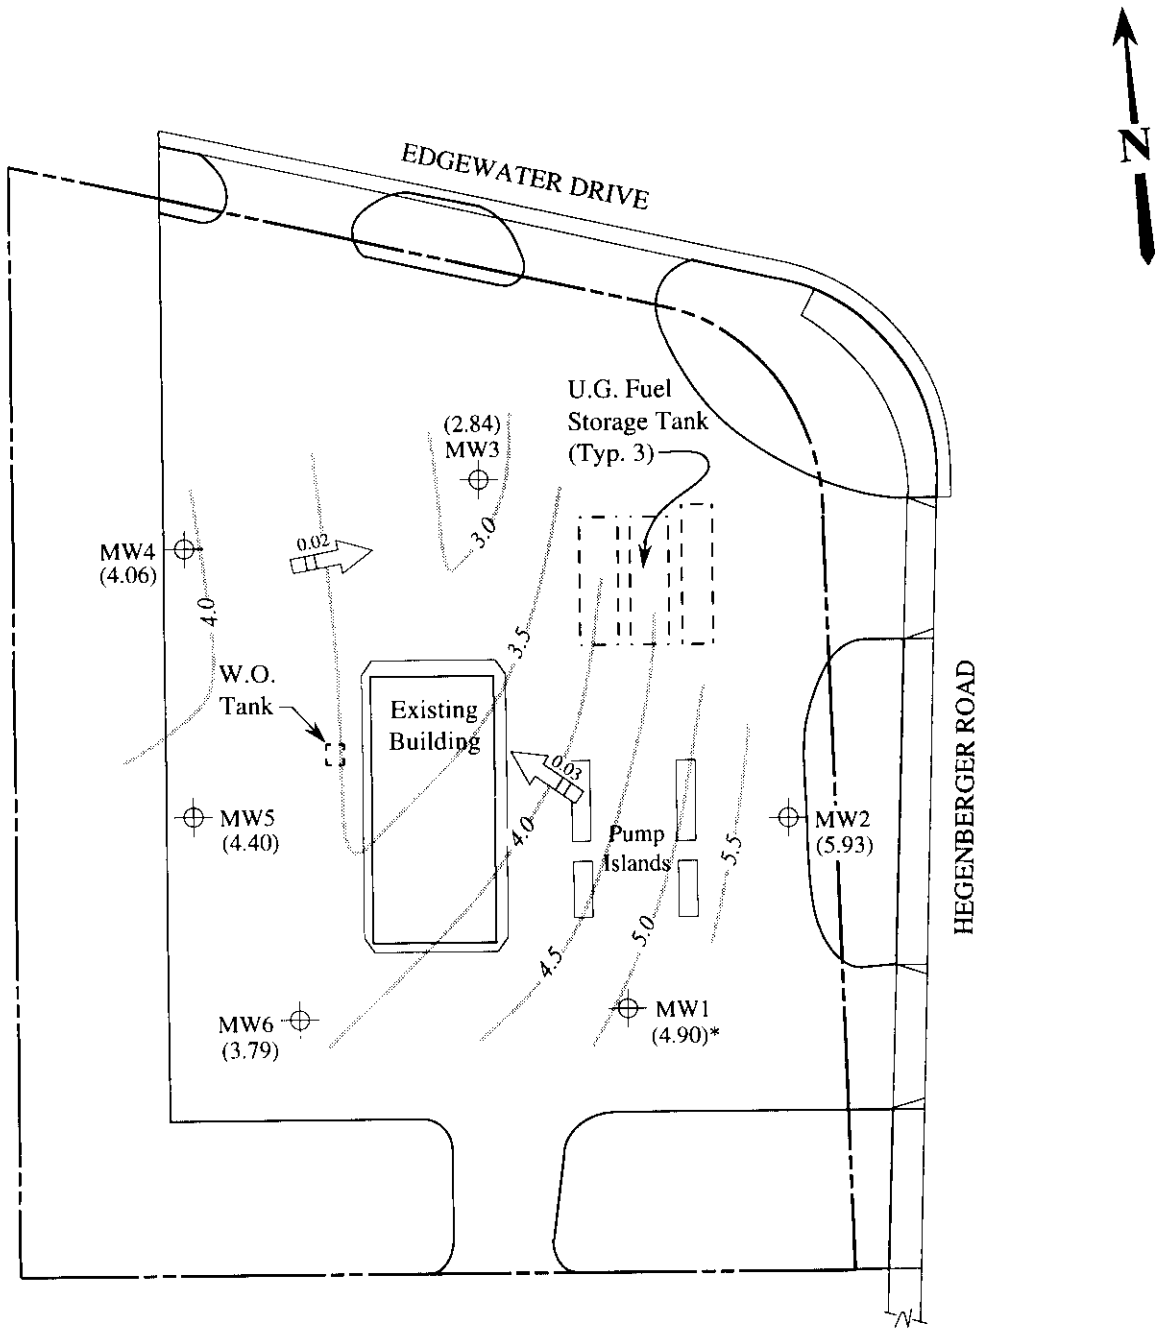 N
EDGEWATER DRIVE
U.G. Fuel
Storage Tank
(Typ. 3)
(2.84)
MW3
3.0
0.02
MW4
(4.06)
4.0
3.5
W.O.
Tank
Existing
Building
HEGENBERGER ROAD
0.03
MW5
(4.40)
4.0
Pump
Islands
5.5
MW2
(5.93)
4.5
5.0
MW6
(3.79)
MW1
(4.90)*